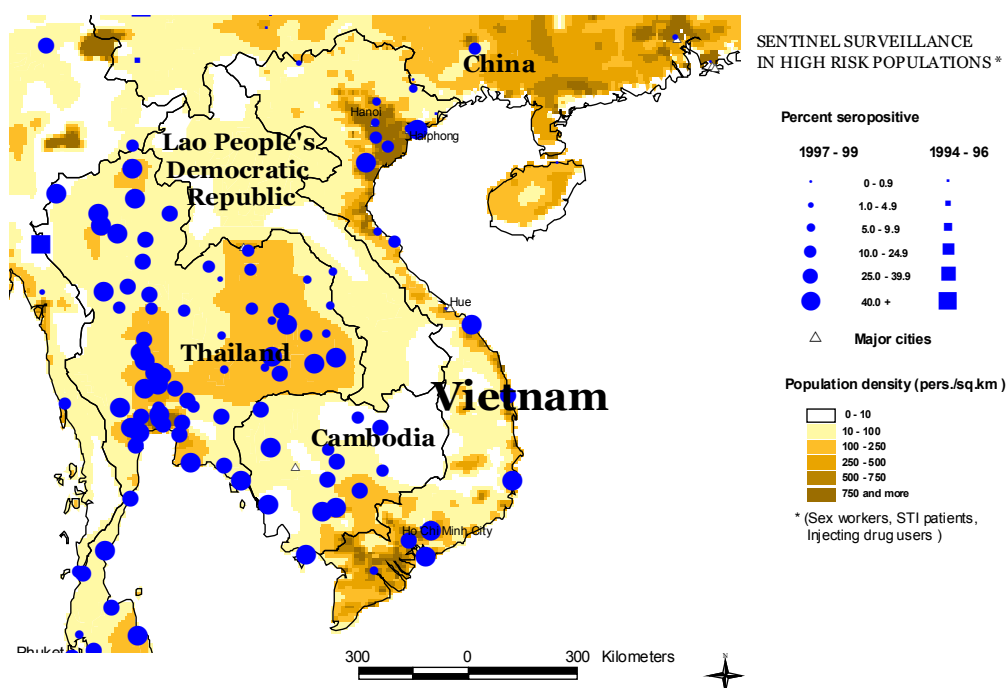 SENTINEL SURVEILLANCE
IN HIGH RISK POPULATIONS *
China
Hanoi
Haiphong
Lao People's
Democratic
Republic
Hue
Thailand
Vietnam
Cambodia
Ho Chi Minh City
Phuket
Percent seropositive
1997 - 99 1994 - 96
0 - 0.9
1.0 - 4.9
5.0 - 9.9
10.0 - 24.9
25.0 - 39.9
40.0 +
Major cities
Population density (pers./sq.km)
0 - 10
10 - 100
100 - 250
250 - 500
500 - 750
750 and more
* (Sex workers, STI patients,
Injecting drug users )
300 0 300 Kilometers
N